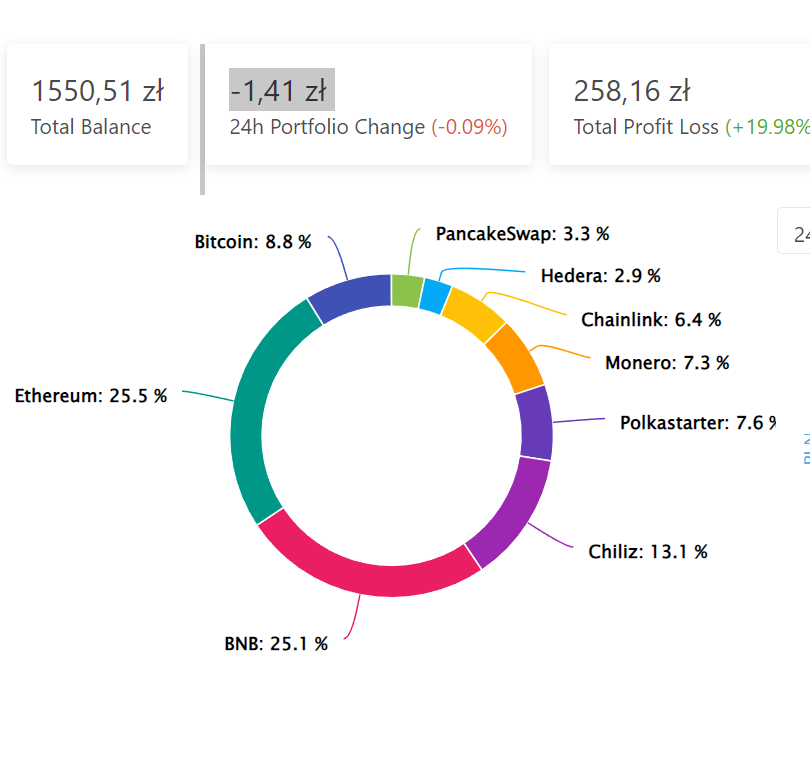 1550,51 zł
Total Balance
-1,41 zł
24h Portfolio Change (-0.09%)
258,16 zł
Total Profit Loss (+19.98%
24
PancakeSwap: 3.3 %
Bitcoin: 8.8 %
Hedera: 2.9 %
Chainlink: 6.4 %
Monero: 7.3 %
Ethereum: 25.5 %
Polkastarter: 7.6 %
Chiliz: 13.1 %
BNB: 25.1 %